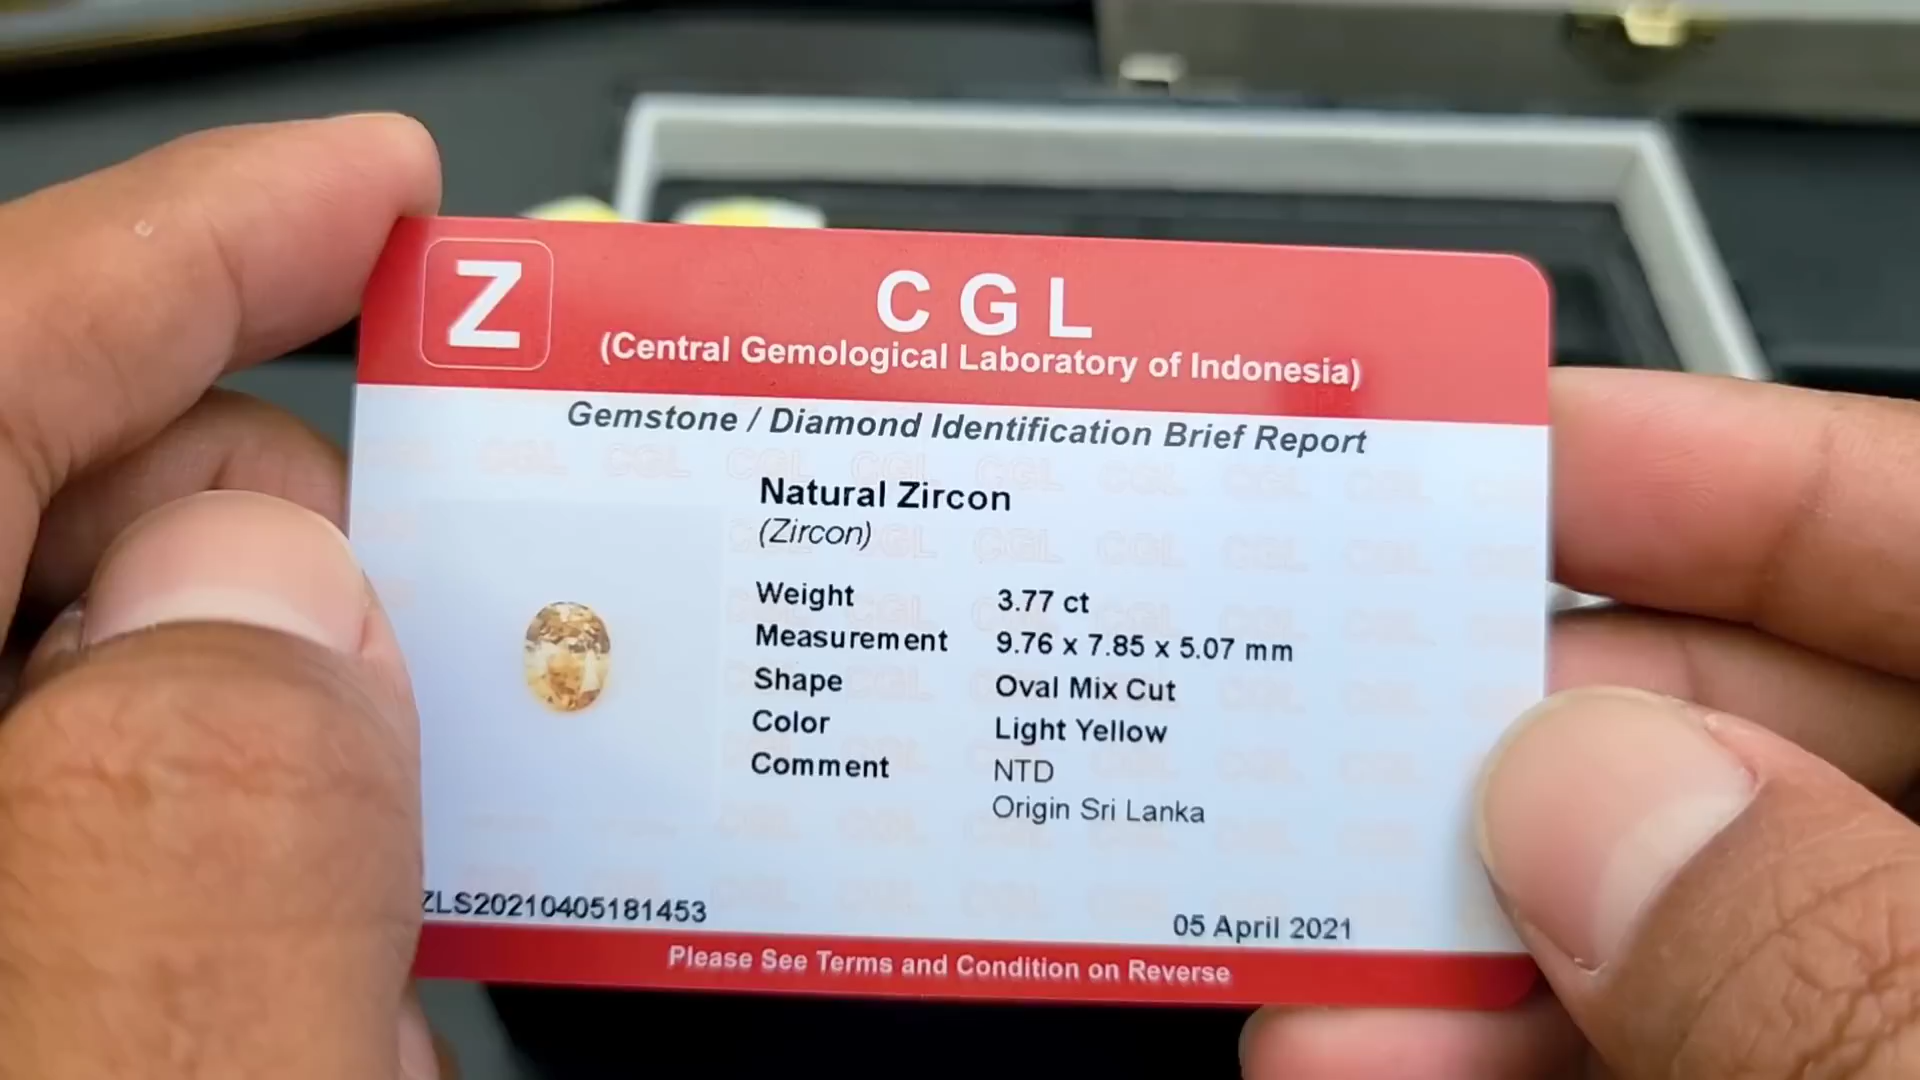 Z
C G L
(Central Gemological Laboratory of Indonesia)
Gemstone / Diamond Identification Brief Report
Natural Zircon
(Zircon)
Weight 3.77 ct
Measurement 9.76 x 7.85 x 5.07 mm
Shape Oval Mix Cut
Color Light Yellow
Comment NTD
Origin Sri Lanka
ZLS20210405181453
05 April 2021
Please See Terms and Condition on Reverse